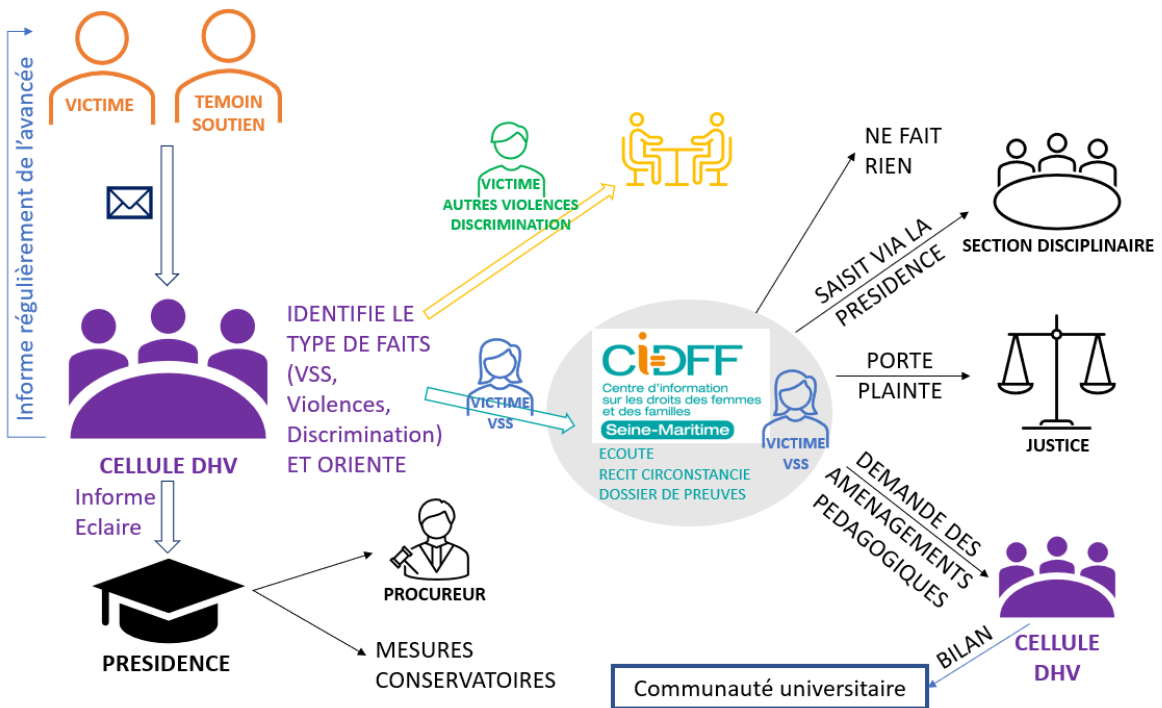 Informe régulièrement de l'avancée
VICTIME
TEMOIN
SOUTIEN
VICTIME
AUTRES VIOLENCES
DISCRIMINATION
IDENTIFIE LE
TYPE DE FAITS
(VSS,
Violences,
Discrimination)
ET ORIENTE
CELLULE DHV
Informe
Eclaire
PRESIDENCE
PROCUREUR
MESURES
CONSERVATOIRES
VICTIME
VSS
CIDFF
Centre d'information
sur les droits des femmes
et des familles
Seine-Maritime
ECOUTE
RECIT CIRCONSTANCIE
DOSSIER DE PREUVES
VICTIME
VSS
NE FAIT
RIEN
SAISIT VIA LA
PRESIDENCE
SECTION DISCIPLINAIRE
PORTE
PLAINTE
JUSTICE
DEMANDE DES
AMENAGEMENTS
PEDAGOGIQUES
CELLULE
DHV
BILAN
Communauté universitaire